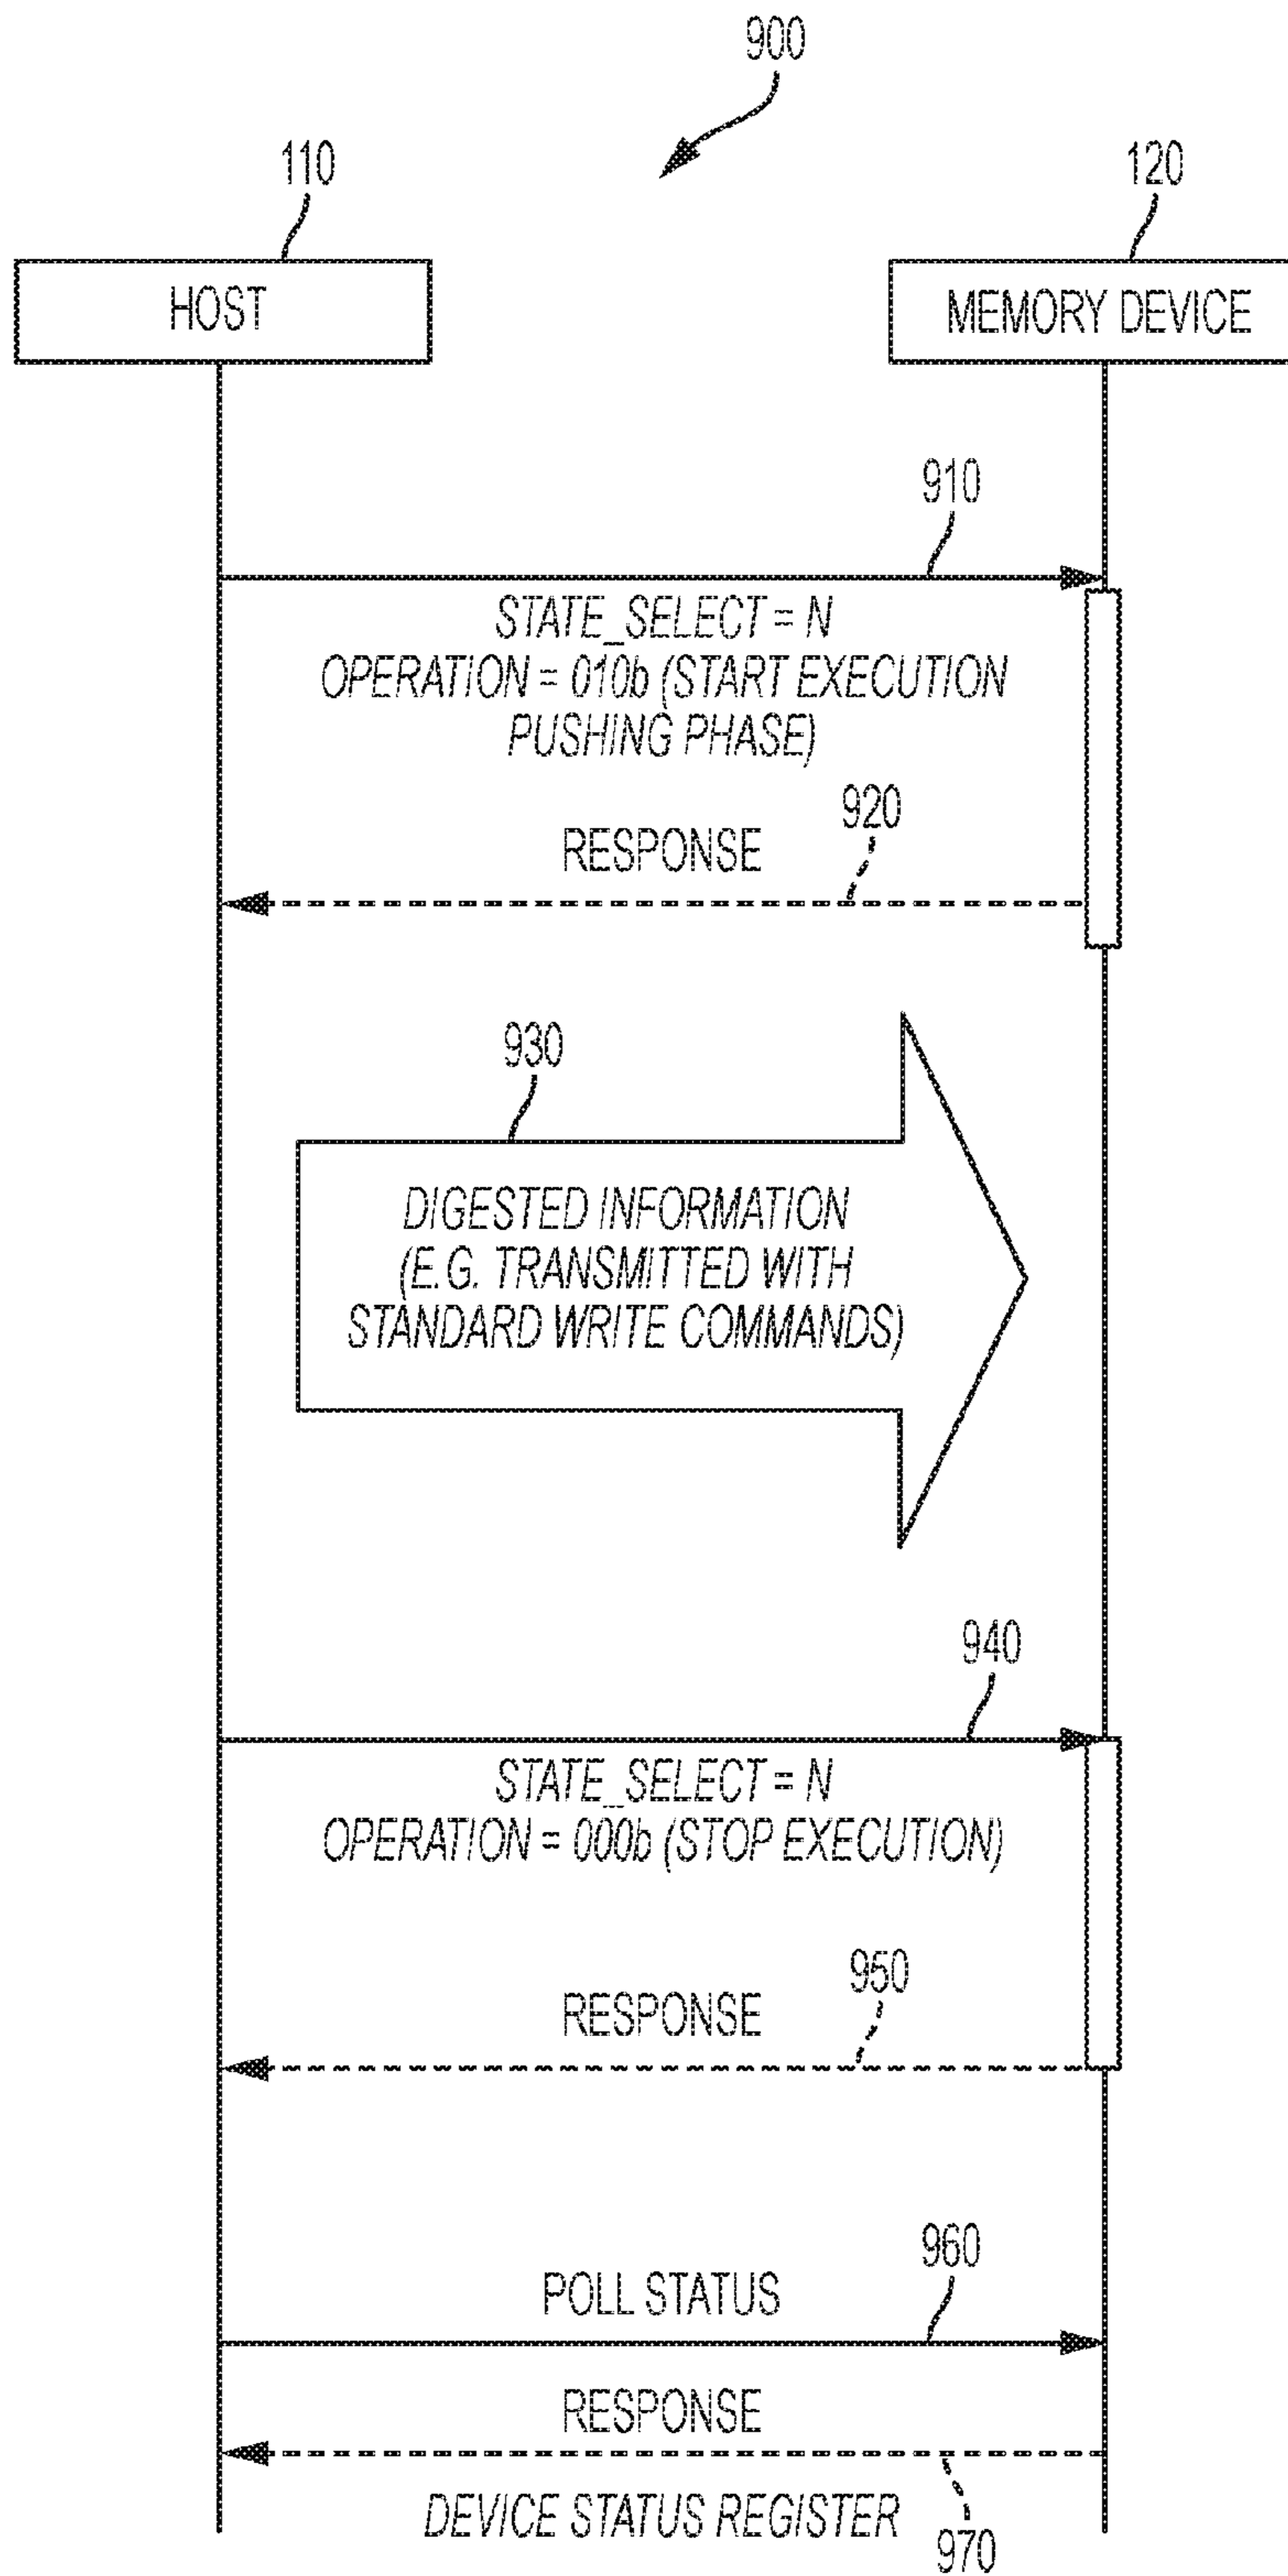 900
110
120
HOST
MEMORY DEVICE
910
STATE_SELECT = N
OPERATION = 010b (START EXECUTION
PUSHING PHASE)
920
RESPONSE
930
DIGESTED INFORMATION
(E.G. TRANSMITTED WITH
STANDARD WRITE COMMANDS)
940
STATE_SELECT = N
OPERATION = 000b (STOP EXECUTION)
950
RESPONSE
960
POLL STATUS
RESPONSE
DEVICE STATUS REGISTER
970